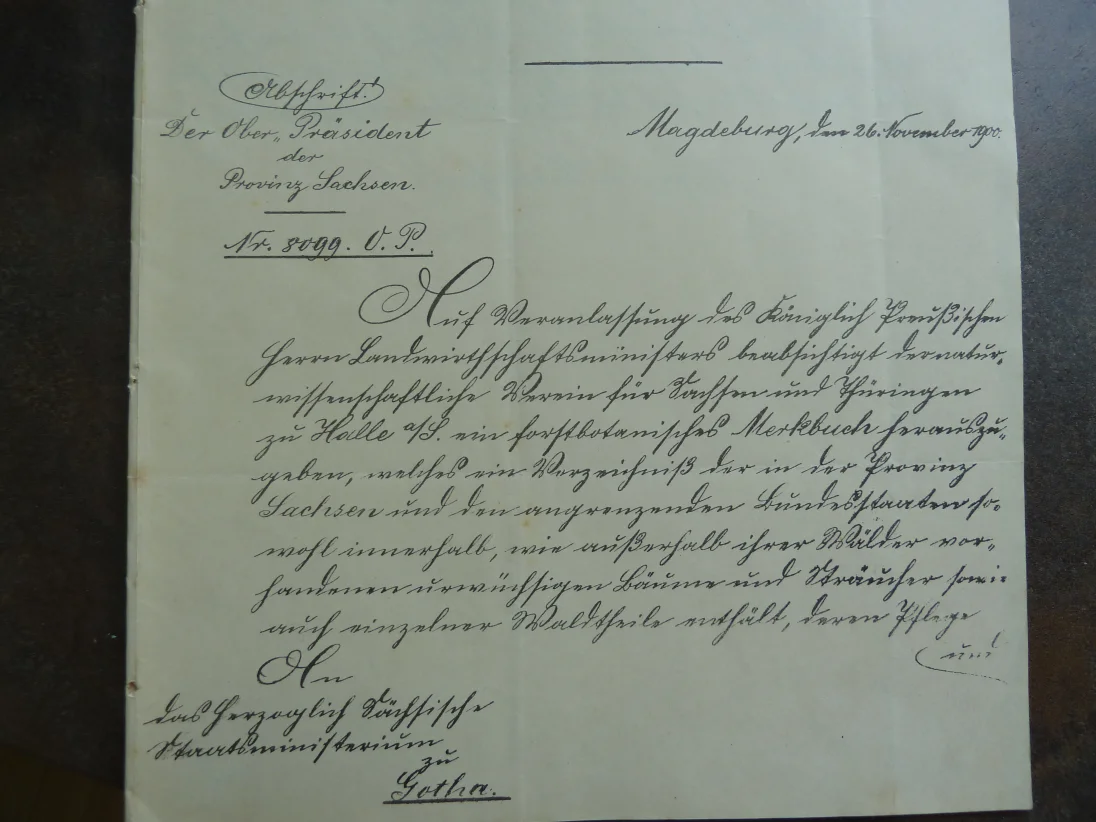 Abschrift!
Der Ober-Präsident
der
Provinz Sachsen.
Nr. 8099. O. P.
Magdeburg, den 26. November 1900.
Auf Veranlassung des Königlich Preußischen
Herrn Landwirthschaftsministers beabsichtigt der natur-
wissenschaftliche Verein für Sachsen und Thüringen
zu Halle a/S. ein forstbotanisches Merkbuch herauszu-
geben, welches ein Verzeichniß der in der Provinz
Sachsen und den angrenzenden Bundesstaaten so-
wohl innerhalb, wie außerhalb ihrer Wälder vor-
handenen urwüchsigen Bäume und Sträucher sowie
auch einzelner Waldtheile enthält, deren Pflege
und
An
das Herzoglich Sächsische
Staatsministerium
zu
Gotha.